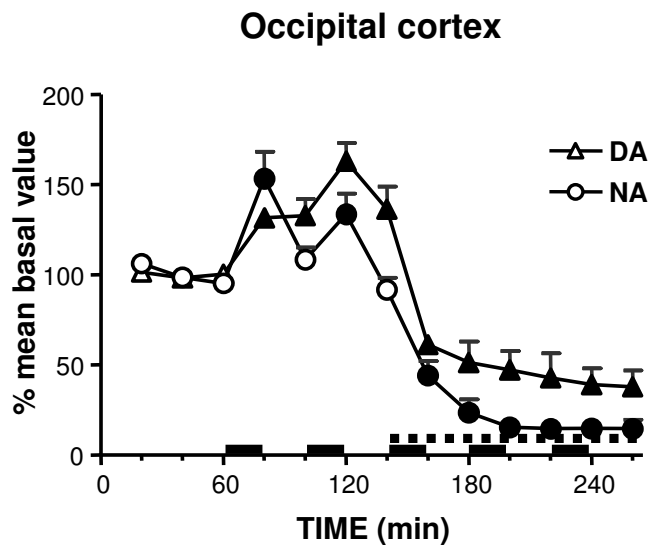 Occipital cortex
200
150
100
50
0
% mean basal value
DA
NA
0 60 120 180 240
TIME (min)